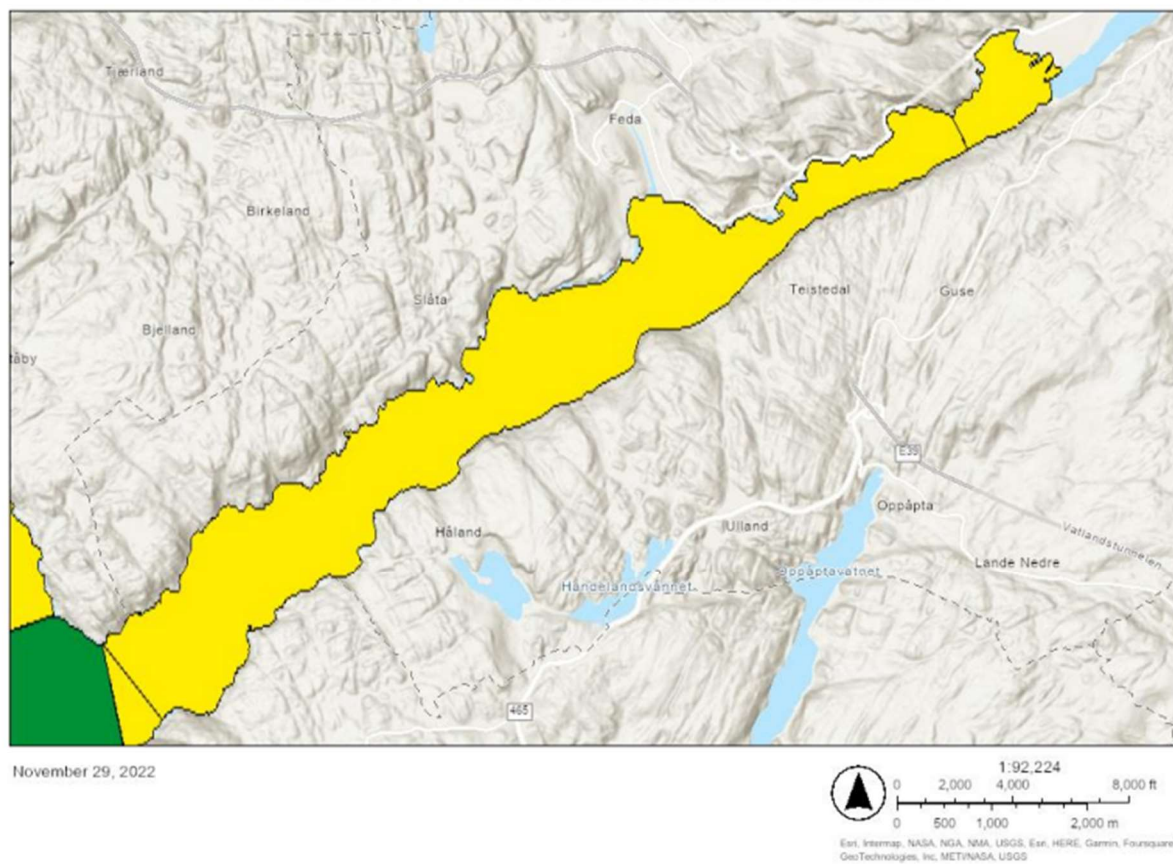 Tjærland
Feda
Birkeland
Slåta
Teistedal
Guse
Bjelland
tåby
E39
Oppåpta
Ulland
Håland
Vatlandstunnelen
Lande Nedre
Oppåptavatnet
Handelandsvannet
465
November 29, 2022
1:92,224
0 2,000 4,000 8,000 ft
0 500 1,000 2,000 m
Esri, Intermap, NASA, NGA, NMA, USGS, Esri, HERE, Garmin, Foursquare,
GeoTechnologies, Inc, METI/NASA, USGS